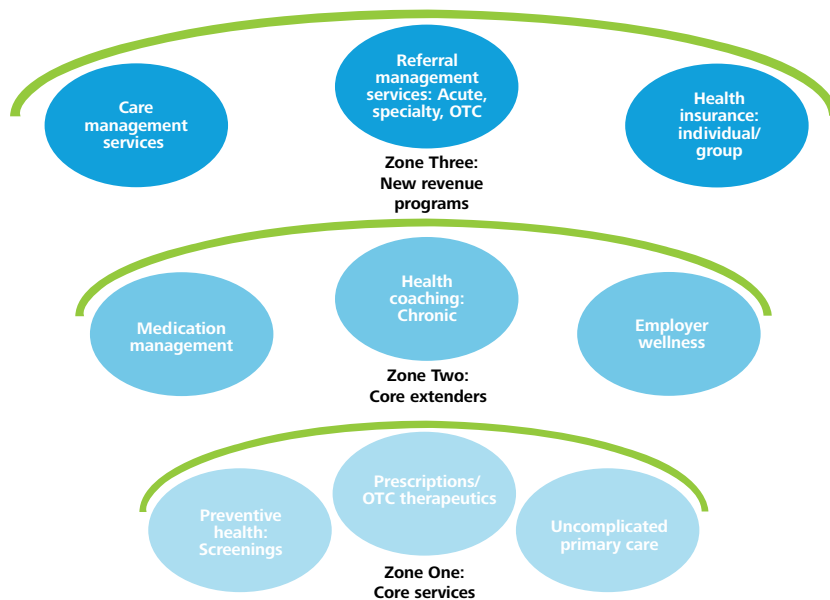 Care
management
services
Referral
management
services: Acute,
specialty, OTC
Health
insurance:
individual/
group
Zone Three:
New revenue
programs
Medication
management
Health
coaching:
Chronic
Employer
wellness
Zone Two:
Core extenders
Preventive
health:
Screenings
Prescriptions/
OTC therapeutics
Uncomplicated
primary care
Zone One:
Core services